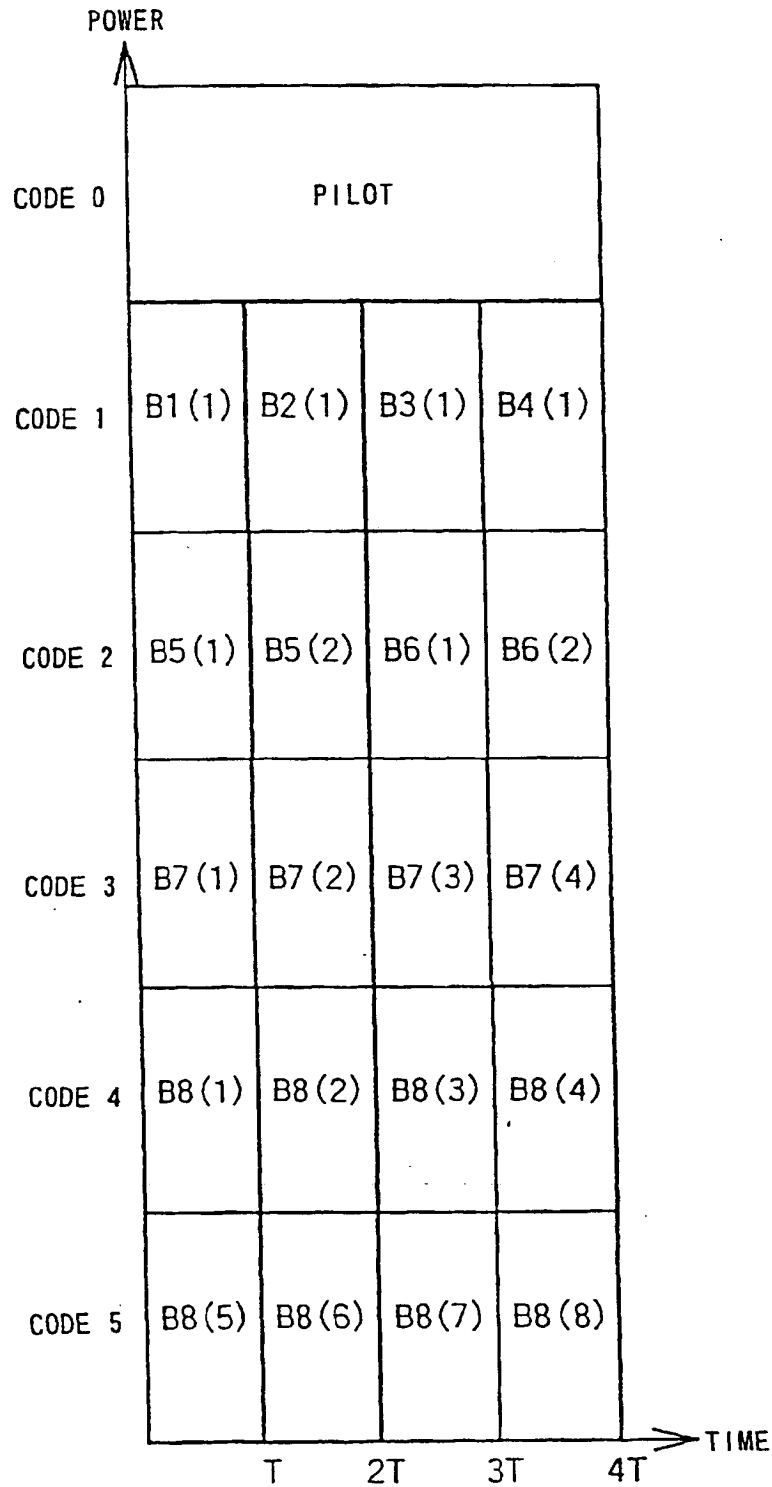 POWER
CODE 0 PILOT
CODE 1 B1(1) B2(1) B3(1) B4(1)
CODE 2 B5(1) B5(2) B6(1) B6(2)
CODE 3 B7(1) B7(2) B7(3) B7(4)
CODE 4 B8(1) B8(2) B8(3) B8(4)
CODE 5 B8(5) B8(6) B8(7) B8(8)
TIME
T 2T 3T 4T